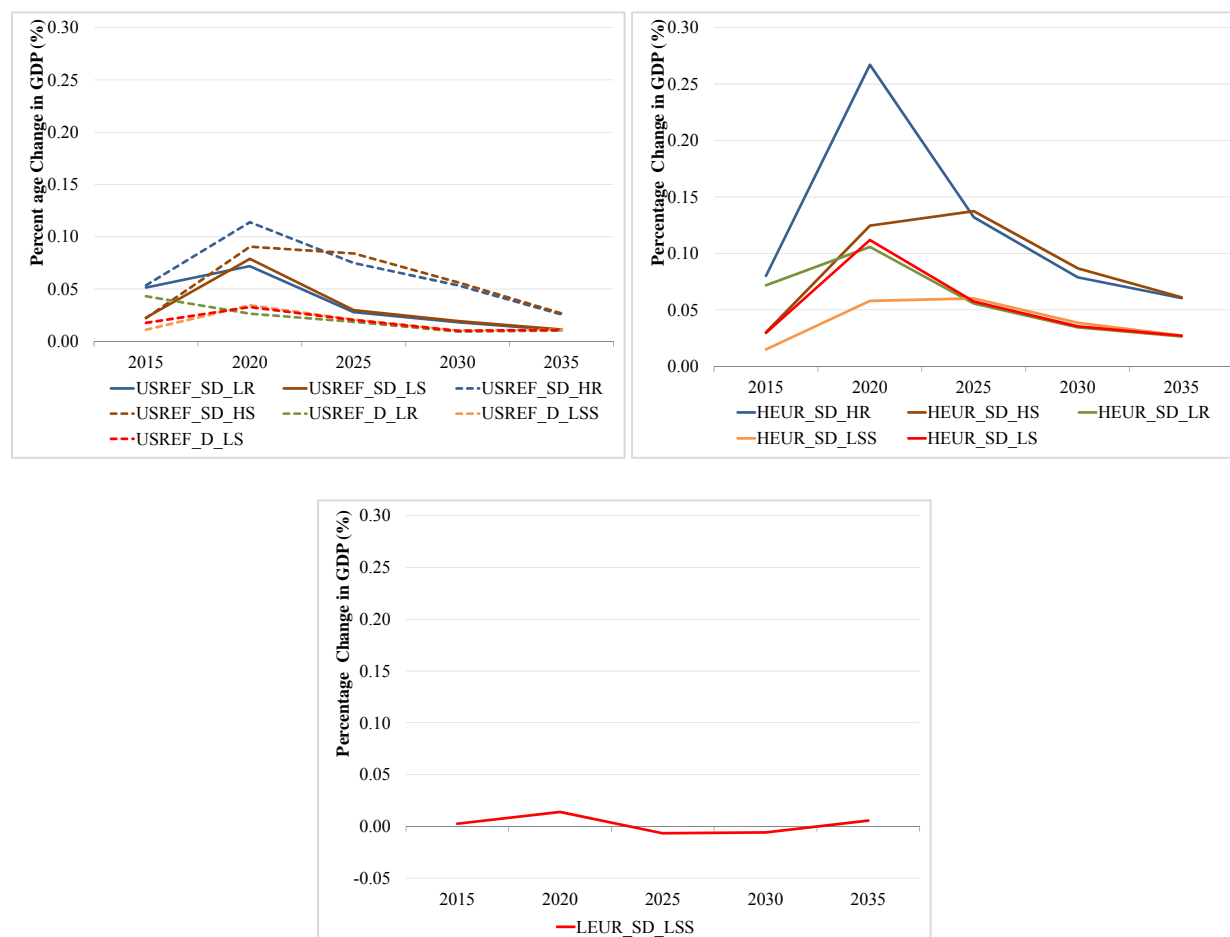 Percent age Change in GDP (%)
0.30
0.25
0.20
0.15
0.10
0.05
0.00
2015 2020 2025 2030 2035
USREF_SD_LR USREF_SD_LS USREF_SD_HR
USREF_SD_HS USREF_D_LR USREF_D_LSS
USREF_D_LS
Percentage Change in GDP (%)
0.30
0.25
0.20
0.15
0.10
0.05
0.00
2015 2020 2025 2030 2035
HEUR_SD_HR HEUR_SD_HS HEUR_SD_LR
HEUR_SD_LSS HEUR_SD_LS
Percentage Change in GDP (%)
0.30
0.25
0.20
0.15
0.10
0.05
0.00
-0.05
2015 2020 2025 2030 2035
LEUR_SD_LSS